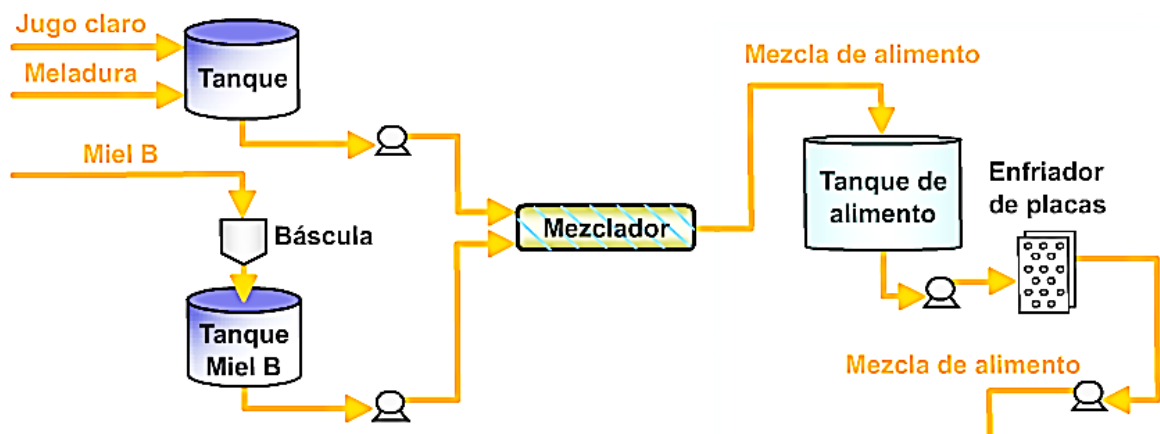 Jugo claro
Meladura
Tanque
Miel B
Báscula
Tanque
Miel B
Mezclador
Mezcla de alimento
Tanque de
alimento
Enfriador
de placas
Mezcla de alimento